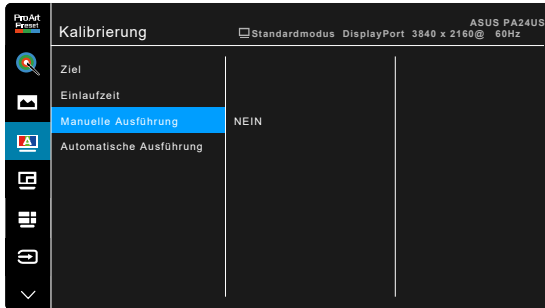 ProArt
Preset
Kalibrierung
Standardmodus DisplayPort 3840 x 2160@ 60Hz
ASUS PA24US
Ziel
Einlaufzeit
Manuelle Ausführung NEIN
Automatische Ausführung
A